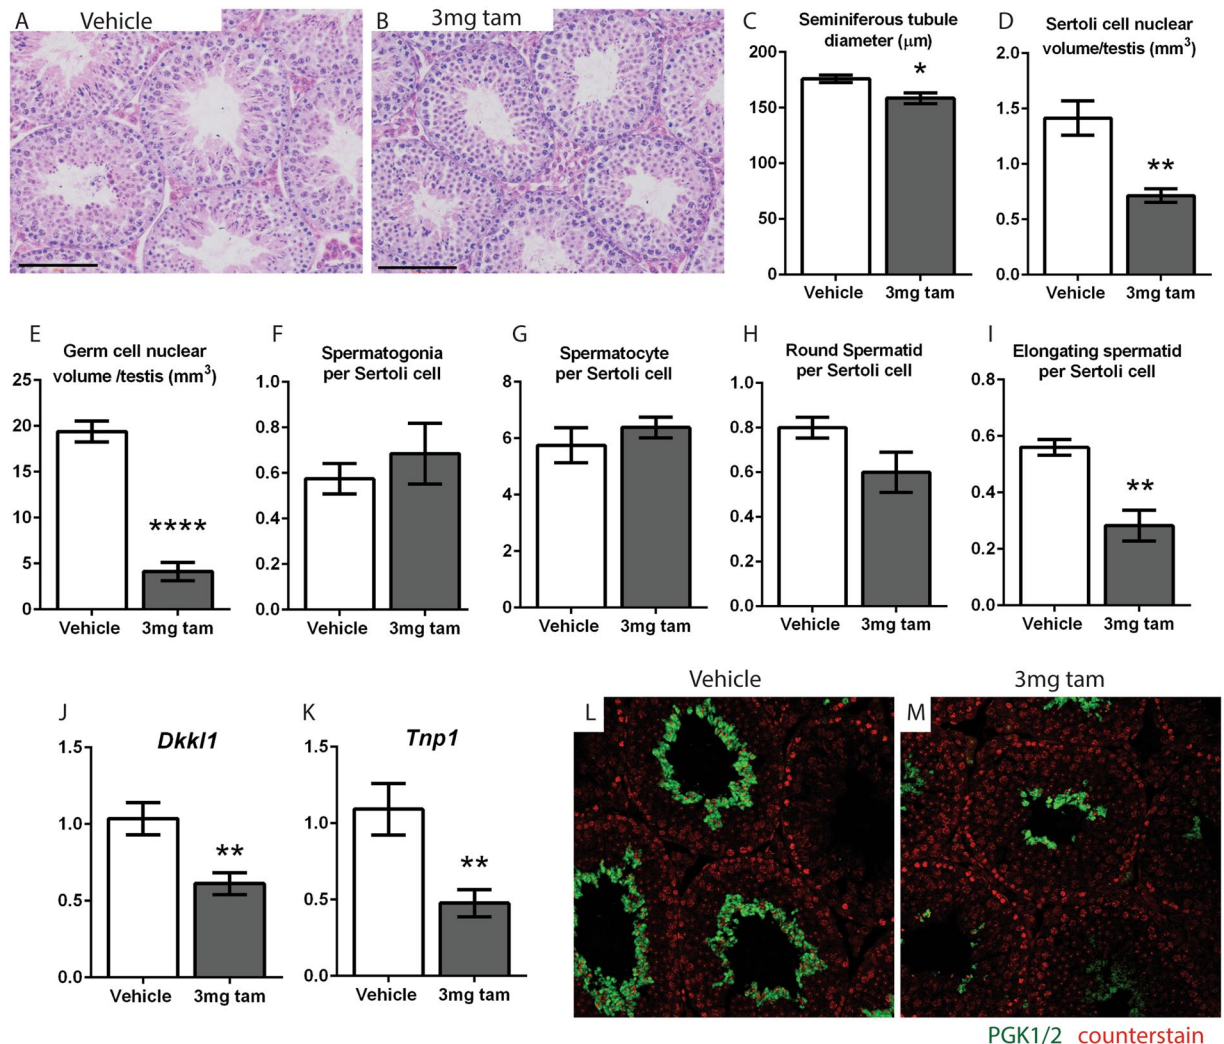 A Vehicle
B 3mg tam
C Seminiferous tubule
diameter (μm)
200
150
100
50
0
*
Vehicle 3mg tam
D Sertoli cell nuclear
volume/testis (mm³)
2.0
1.5
1.0
0.5
0.0
**
Vehicle 3mg tam
E Germ cell nuclear
volume /testis (mm³)
25
20
15
10
5
0
****
Vehicle 3mg tam
F Spermatogonia
per Sertoli cell
1.0
0.8
0.6
0.4
0.2
0.0
Vehicle 3mg tam
G Spermatocyte
per Sertoli cell
8
6
4
2
0
Vehicle 3mg tam
H Round Spermatid
per Sertoli cell
1.0
0.8
0.6
0.4
0.2
0.0
Vehicle 3mg tam
I Elongating spermatid
per Sertoli cell
0.8
0.6
0.4
0.2
0.0
**
Vehicle 3mg tam
J Dkkl1
1.5
1.0
0.5
0.0
**
Vehicle 3mg tam
K Tnp1
1.5
1.0
0.5
0.0
**
Vehicle 3mg tam
Vehicle
L
3mg tam
M
PGK1/2 counterstain